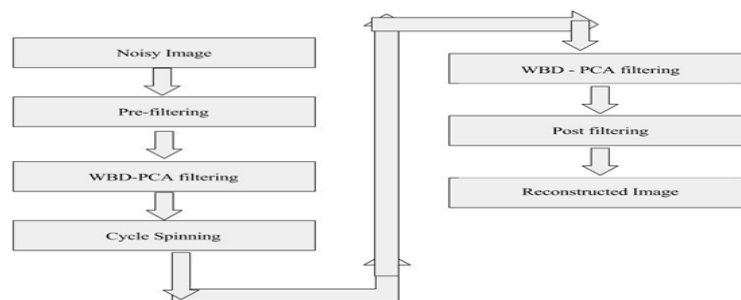 Noisy Image
Pre-filtering
WBD-PCA filtering
Cycle Spinning
WBD - PCA filtering
Post filtering
Reconstructed Image